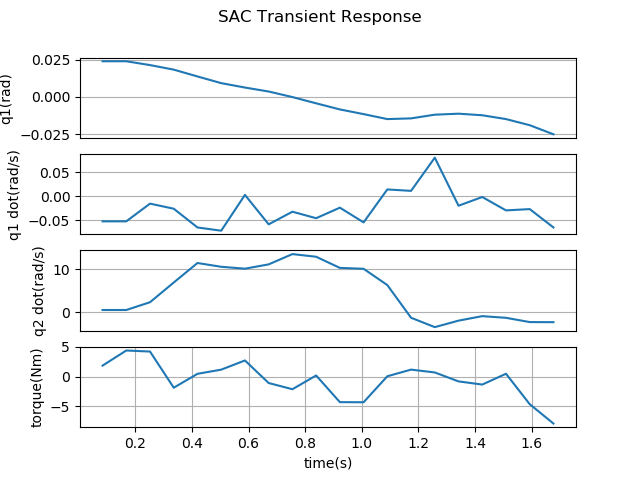 SAC Transient Response
0.025
0.000
−0.025
q1(rad)
0.05
0.00
−0.05
q1 dot(rad/s)
10
0
q2 dot(rad/s)
5
0
−5
torque(Nm)
0.2 0.4 0.6 0.8 1.0 1.2 1.4 1.6
time(s)